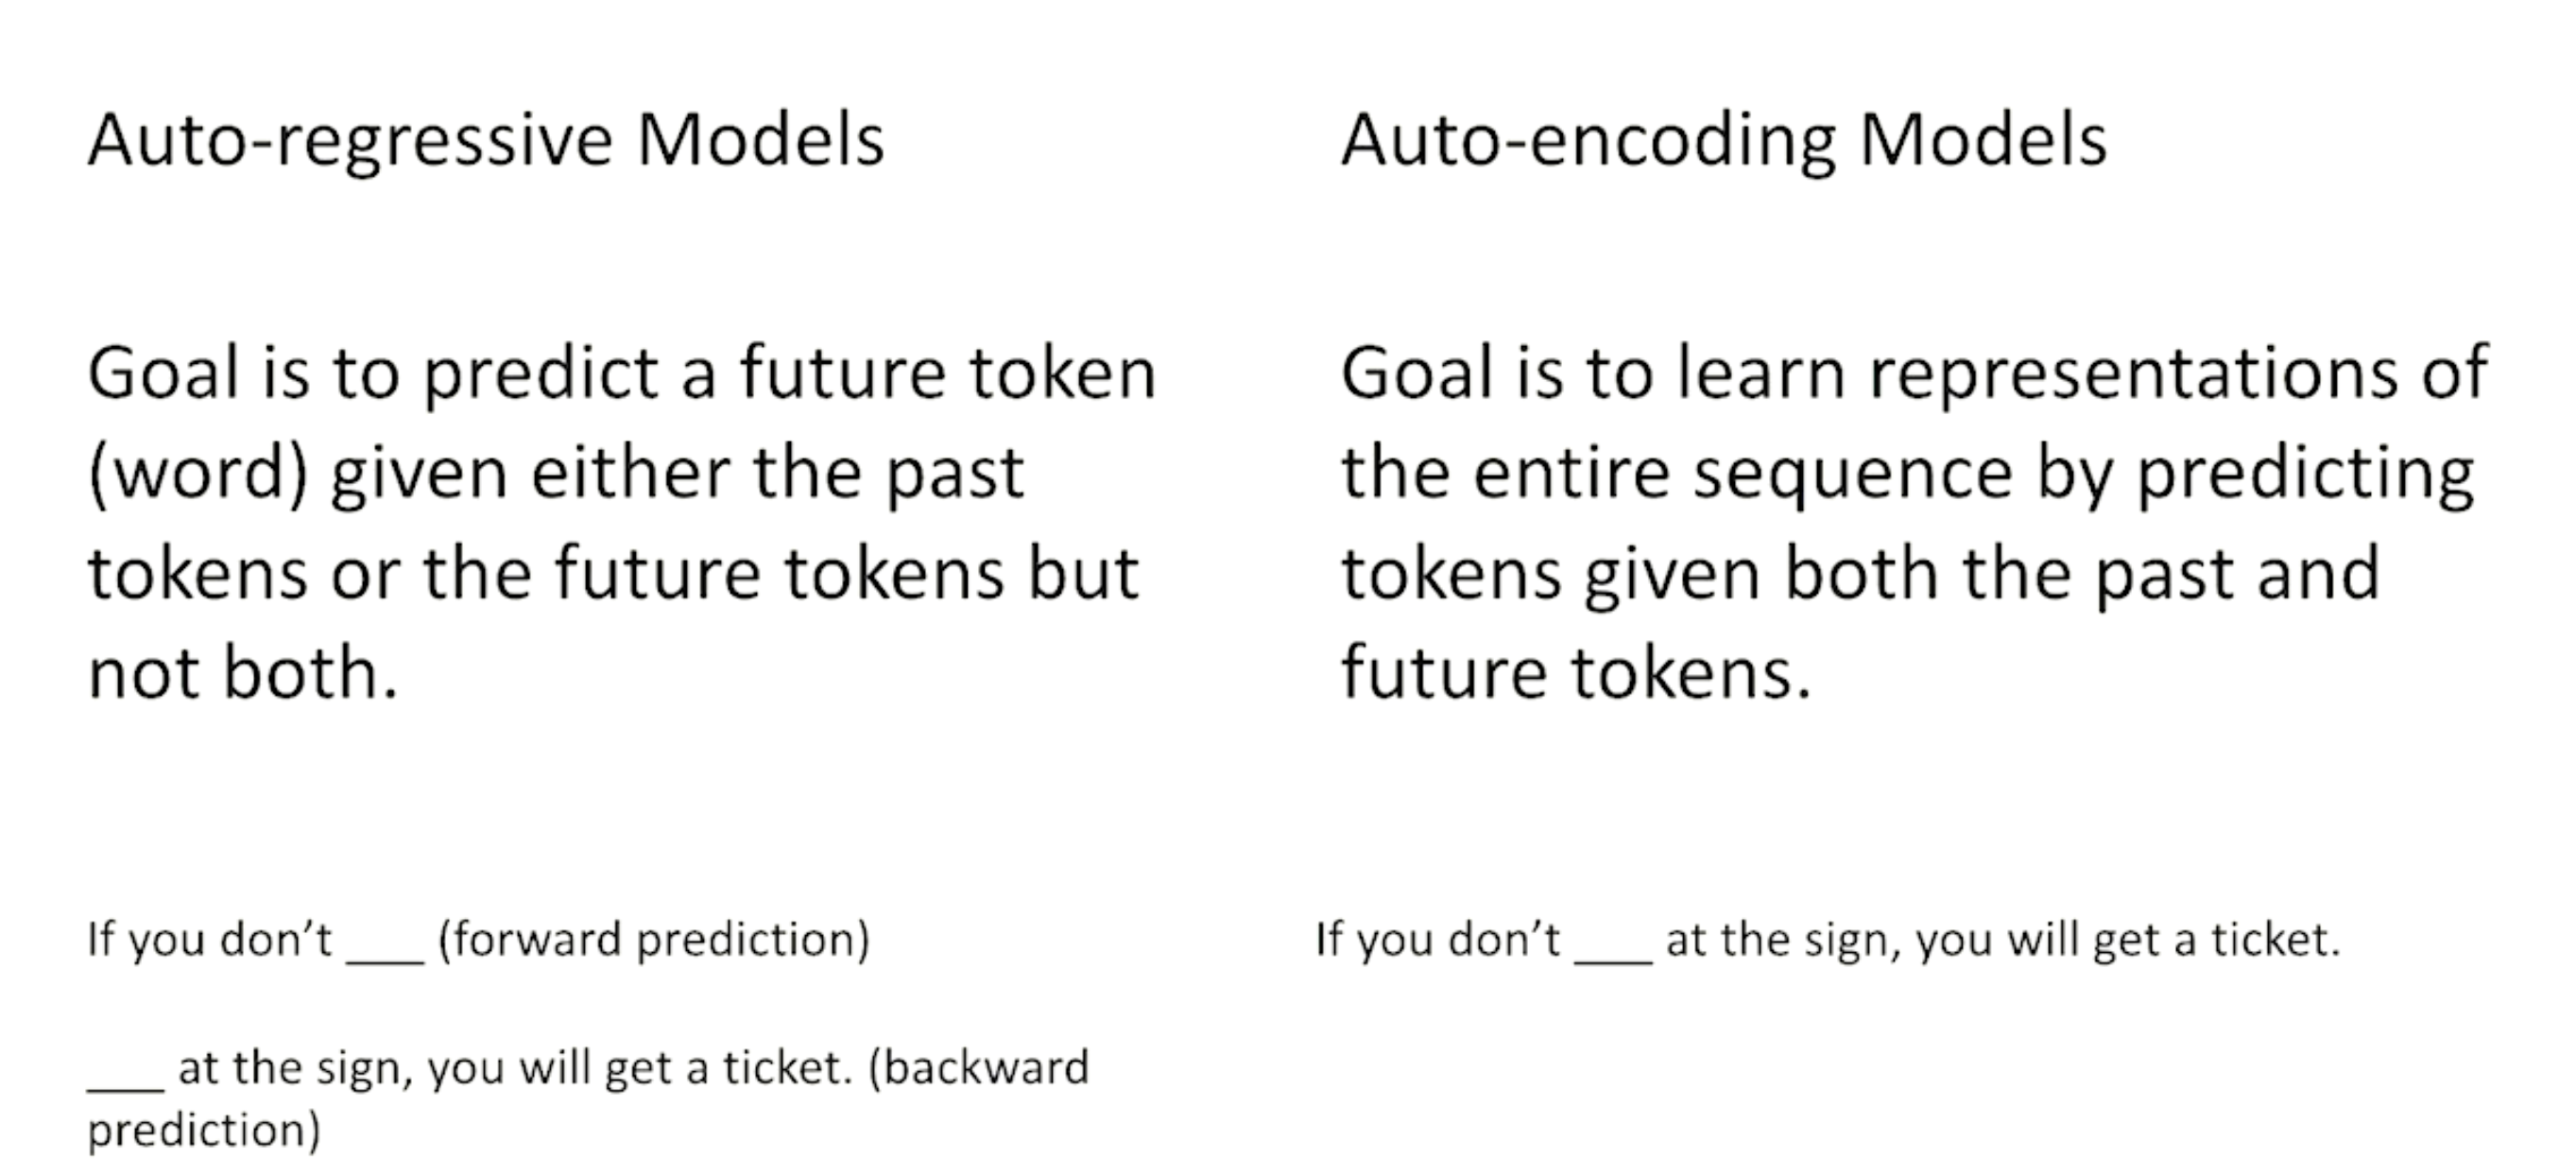 Auto-regressive Models
Goal is to predict a future token
(word) given either the past
tokens or the future tokens but
not both.
If you don’t ___ (forward prediction)
___ at the sign, you will get a ticket. (backward
prediction)
Auto-encoding Models
Goal is to learn representations of
the entire sequence by predicting
tokens given both the past and
future tokens.
If you don’t ___ at the sign, you will get a ticket.